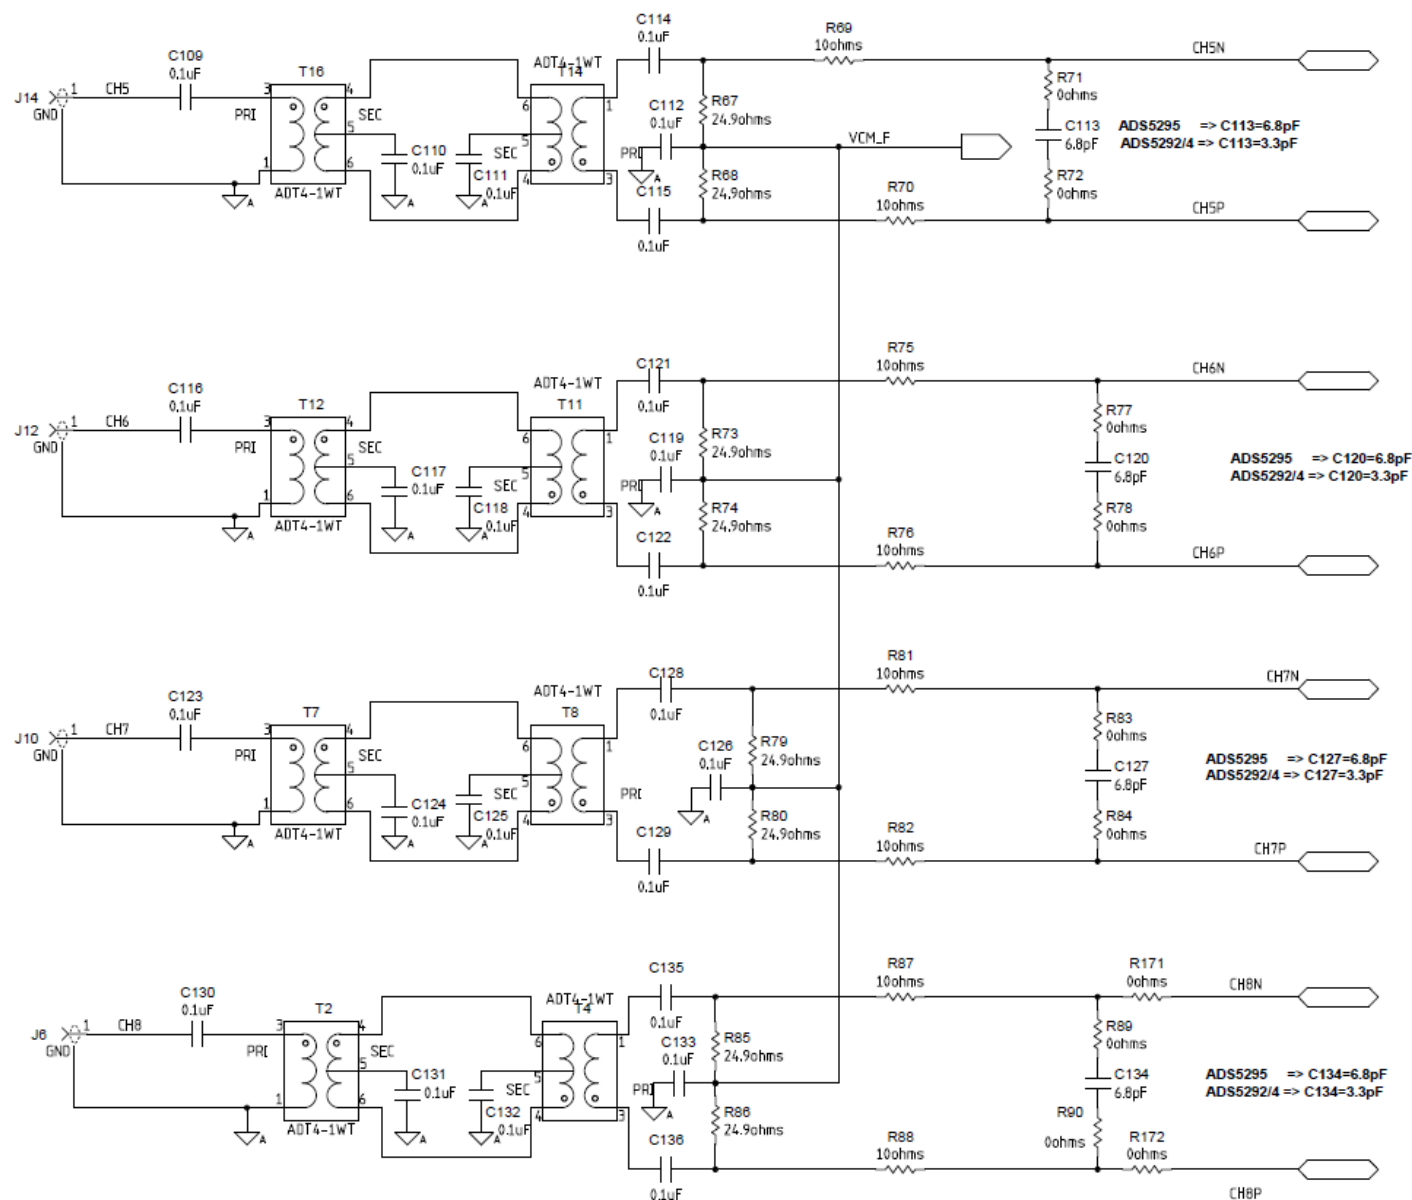 C114
0.1uF
R69
10ohms
CH5N
C109
0.1uF
T16
ADT4-1WT
T14
J14
1
CH5
GND
3
4
PRI
SEC
5
1
6
ADT4-1WT
C110
0.1uF
C111
0.1uF
A
A
A
6
5
4
SEC
1
3
PRI
C112
0.1uF
A
R67
24.9ohms
R68
24.9ohms
VCM_F
C115
0.1uF
R70
10ohms
R71
0ohms
C113
6.8pF
R72
0ohms
ADS5295 => C113=6.8pF
ADS5292/4 => C113=3.3pF
CH5P
C121
0.1uF
R75
10ohms
CH6N
C116
0.1uF
T12
ADT4-1WT
T11
J12
1
CH6
GND
3
4
PRI
SEC
5
1
6
ADT4-1WT
C117
0.1uF
C118
0.1uF
A
A
A
6
5
4
SEC
1
3
PRI
C119
0.1uF
A
R73
24.9ohms
R74
24.9ohms
C122
0.1uF
R76
10ohms
R77
0ohms
C120
6.8pF
R78
0ohms
ADS5295 => C120=6.8pF
ADS5292/4 => C120=3.3pF
CH6P
C128
0.1uF
R81
10ohms
CH7N
C123
0.1uF
T7
ADT4-1WT
T8
J10
1
CH7
GND
3
4
PRI
SEC
5
1
6
ADT4-1WT
C124
0.1uF
C125
0.1uF
A
A
A
6
5
4
SEC
1
3
PRI
C126
0.1uF
A
R79
24.9ohms
R80
24.9ohms
C129
0.1uF
R82
10ohms
R83
0ohms
C127
6.8pF
R84
0ohms
ADS5295 => C127=6.8pF
ADS5292/4 => C127=3.3pF
CH7P
C135
0.1uF
R87
10ohms
R171
0ohms
CH8N
C130
0.1uF
T2
ADT4-1WT
T4
J6
1
CH8
GND
3
4
PRI
SEC
5
1
6
ADT4-1WT
C131
0.1uF
C132
0.1uF
A
A
A
6
5
4
SEC
1
3
PRI
C133
0.1uF
A
R85
24.9ohms
R86
24.9ohms
C136
0.1uF
R88
10ohms
R89
0ohms
C134
6.8pF
R90
0ohms
R172
0ohms
ADS5295 => C134=6.8pF
ADS5292/4 => C134=3.3pF
CH8P